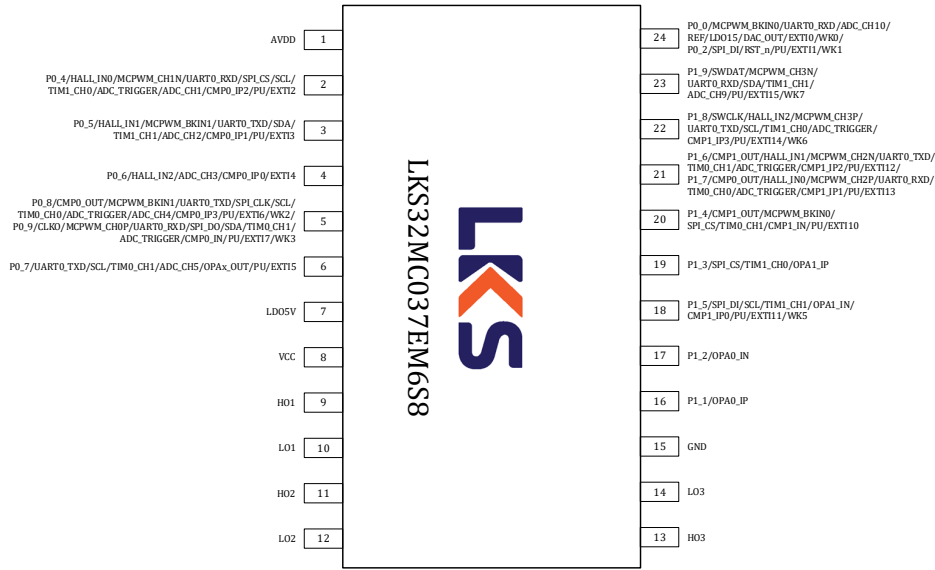 AVDD 1
P0_4/HALL_IN0/MCPWM_CH1N/UART0_RXD/SPI_CS/SCL/
TIM1_CH0/ADC_TRIGGER/ADC_CH1/CMP0_IP2/PU/EXTI2
2
P0_5/HALL_IN1/MCPWM_BKIN1/UART0_TXD/SDA/
TIM1_CH1/ADC_CH2/CMP0_IP1/PU/EXTI3
3
P0_6/HALL_IN2/ADC_CH3/CMP0_IP0/EXTI4 4
P0_8/CMP0_OUT/MCPWM_BKIN1/UART0_TXD/SPI_CLK/SCL/
TIM0_CH0/ADC_TRIGGER/ADC_CH4/CMP0_IP3/PU/EXTI6/WK2/
P0_9/CLKO/MCPWM_CH0P/UART0_RXD/SPI_DO/SDA/TIM0_CH1/
ADC_TRIGGER/CMP0_IN/PU/EXTI7/WK3
5
P0_7/UART0_TXD/SCL/TIM0_CH1/ADC_CH5/OPAx_OUT/PU/EXTI5 6
LDO5V 7
VCC 8
HO1 9
LO1 10
HO2 11
LO2 12
LKS32MC037EM6S8
LKS
24
P0_0/MCPWM_BKIN0/UART0_RXD/ADC_CH10/
REF/LDO15/DAC_OUT/EXTI0/WK0/
P0_2/SPI_DI/RST_n/PU/EXTI1/WK1
23
P1_9/SWDAT/MCPWM_CH3N/
UART0_RXD/SDA/TIM1_CH1/
ADC_CH9/PU/EXTI15/WK7
22
P1_8/SWCLK/HALL_IN2/MCPWM_CH3P/
UART0_TXD/SCL/TIM1_CH0/ADC_TRIGGER/
CMP1_IP3/PU/EXTI14/WK6
21
P1_6/CMP1_OUT/HALL_IN1/MCPWM_CH2N/UART0_TXD/
TIM0_CH1/ADC_TRIGGER/CMP1_IP2/PU/EXTI12/
P1_7/CMP0_OUT/HALL_IN0/MCPWM_CH2P/UART0_RXD/
TIM0_CH0/ADC_TRIGGER/CMP1_IP1/PU/EXTI13
20
P1_4/CMP1_OUT/MCPWM_BKIN0/
SPI_CS/TIM0_CH1/CMP1_IN/PU/EXTI10
19 P1_3/SPI_CS/TIM1_CH0/OPA1_IP
18
P1_5/SPI_DI/SCL/TIM1_CH1/OPA1_IN/
CMP1_IP0/PU/EXTI11/WK5
17 P1_2/OPA0_IN
16 P1_1/OPA0_IP
15 GND
14 LO3
13 HO3